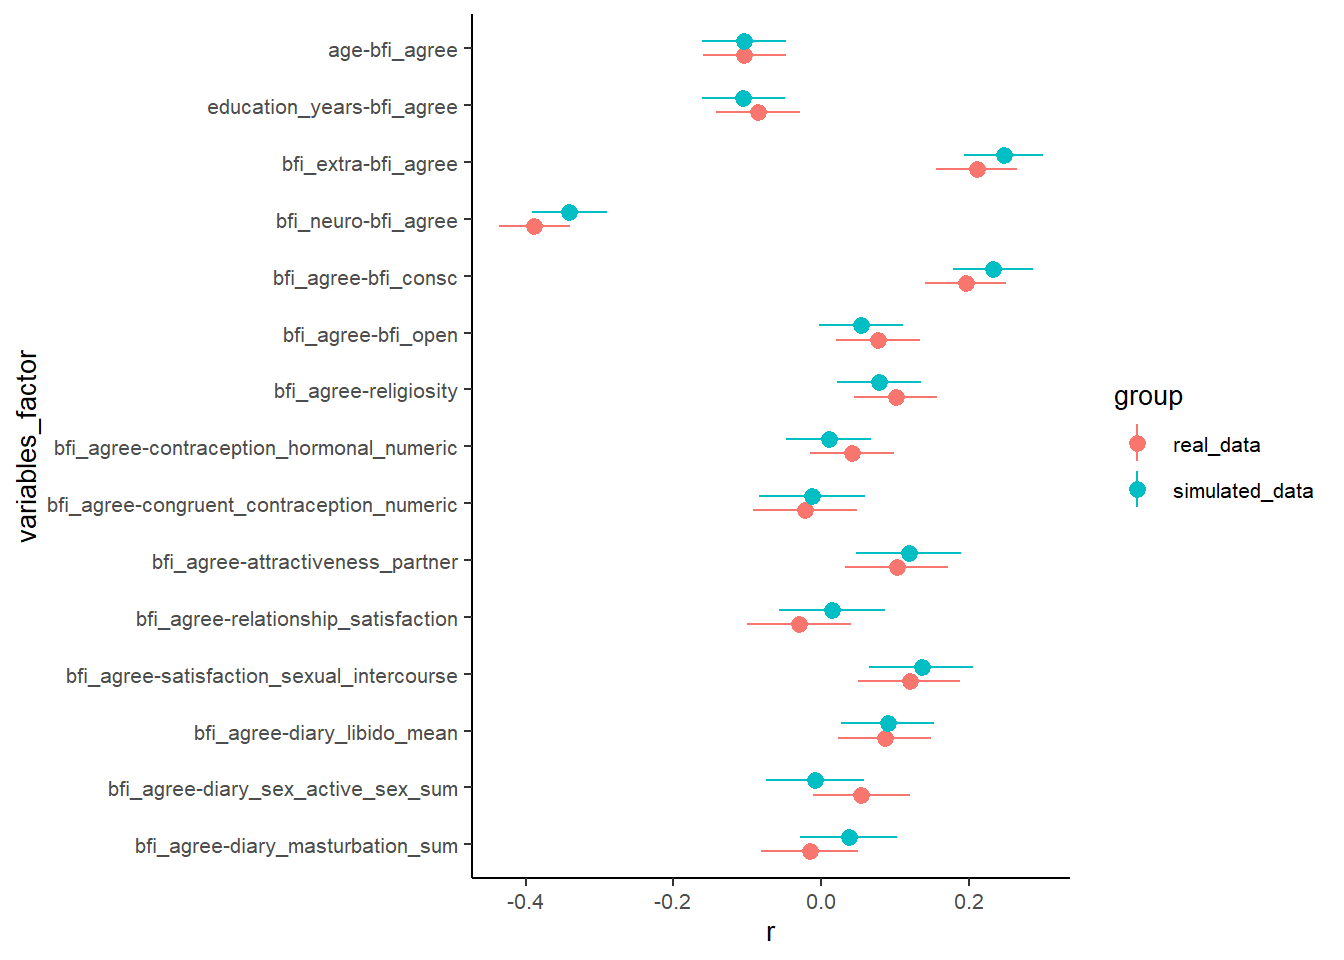 age-bfi_agree
education_years-bfi_agree
bfi_extra-bfi_agree
bfi_neuro-bfi_agree
bfi_agree-bfi_consc
bfi_agree-bfi_open
bfi_agree-religiosity
bfi_agree-contraception_hormonal_numeric
bfi_agree-congruent_contraception_numeric
bfi_agree-attractiveness_partner
bfi_agree-relationship_satisfaction
bfi_agree-satisfaction_sexual_intercourse
bfi_agree-diary_libido_mean
bfi_agree-diary_sex_active_sex_sum
bfi_agree-diary_masturbation_sum
variables_factor
-0.4 -0.2 0.0 0.2
r
group
real_data
simulated_data